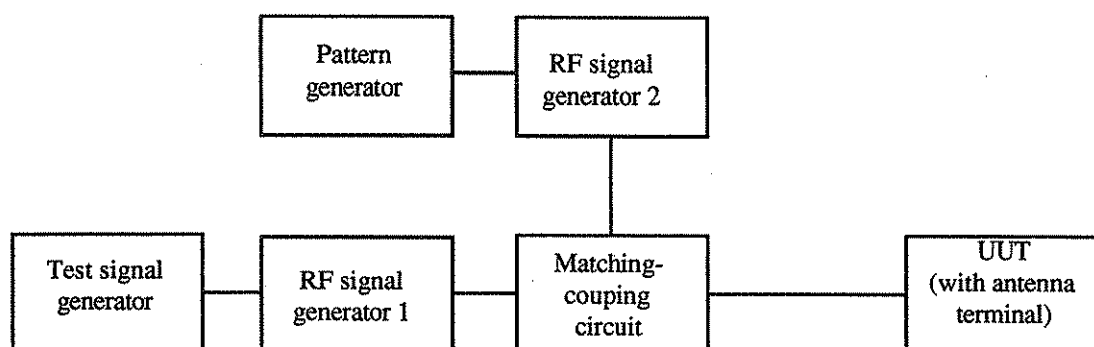 Pattern
generator
RF signal
generator 2
Test signal
generator
RF signal
generator 1
Matching-
couping
circuit
UUT
(with antenna
terminal)